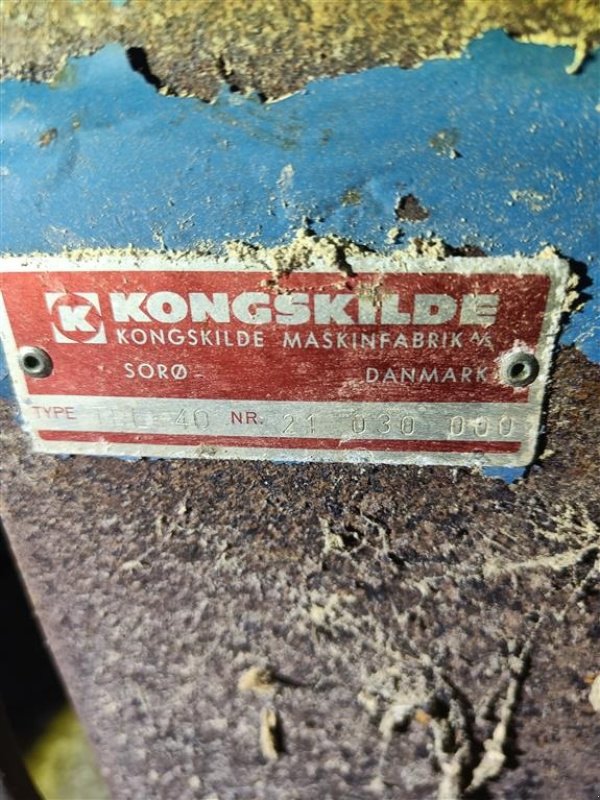 K KONGSKILDE
KONGSKILDE MASKINFABRIK A/S
SORØ DANMARK
TYPE 40 NR. 21 030 000